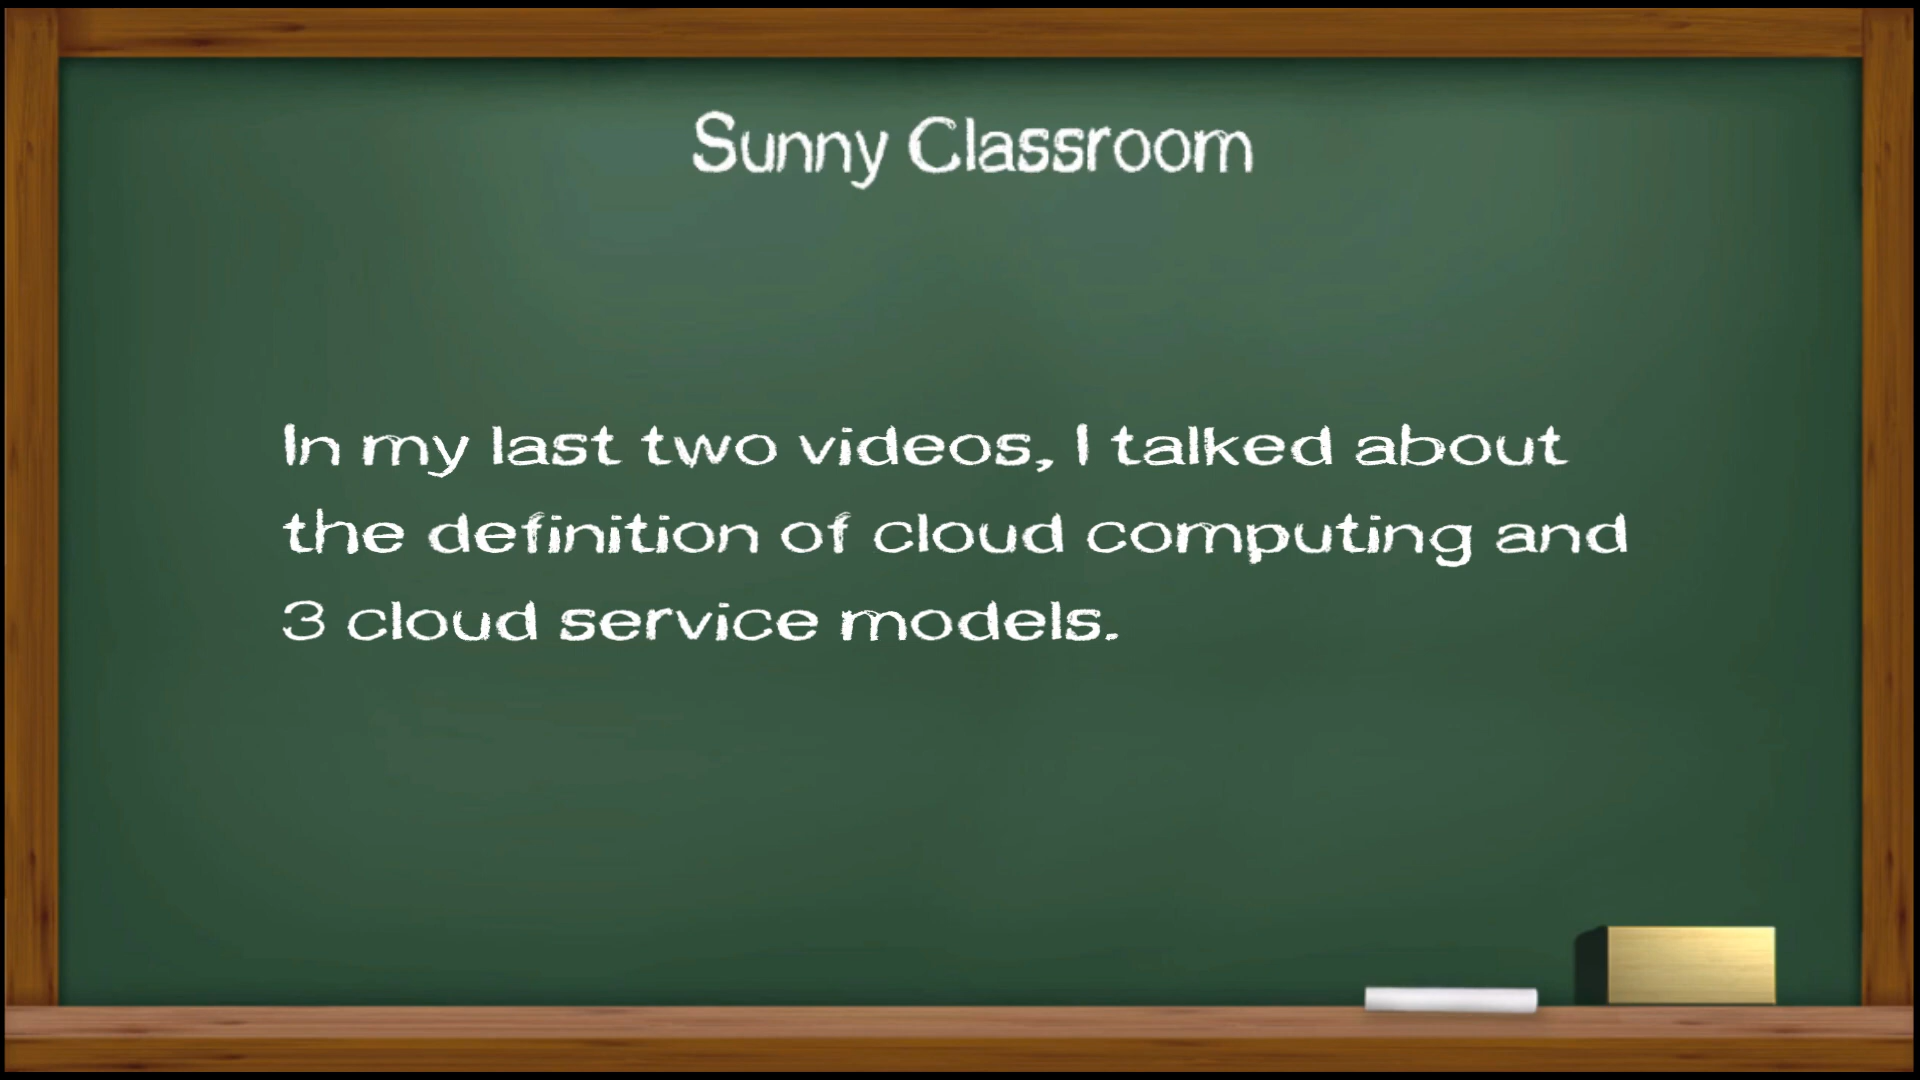 Sunny Classroom
In my last two videos, I talked about
the definition of cloud computing and
3 cloud service models.